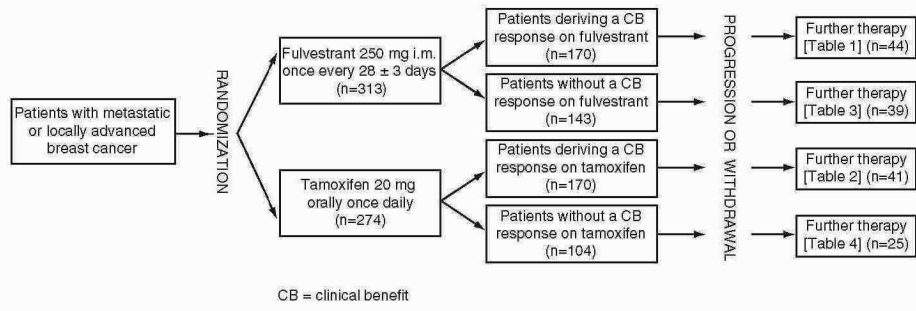 Patients with metastatic
or locally advanced
breast cancer
RANDOMIZATION
Fulvestrant 250 mg i.m.
once every 28 ± 3 days
(n=313)
Tamoxifen 20 mg
orally once daily
(n=274)
Patients deriving a CB
response on fulvestrant
(n=170)
Patients without a CB
response on fulvestrant
(n=143)
Patients deriving a CB
response on tamoxifen
(n=170)
Patients without a CB
response on tamoxifen
(n=104)
PROGRESSION OR WITHDRAWAL
Further therapy
[Table 1] (n=44)
Further therapy
[Table 3] (n=39)
Further therapy
[Table 2] (n=41)
Further therapy
[Table 4] (n=25)
CB = clinical benefit